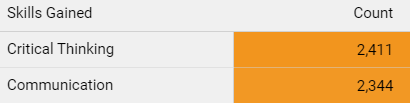 Skills Gained Count
Critical Thinking 2,411
Communication 2,344